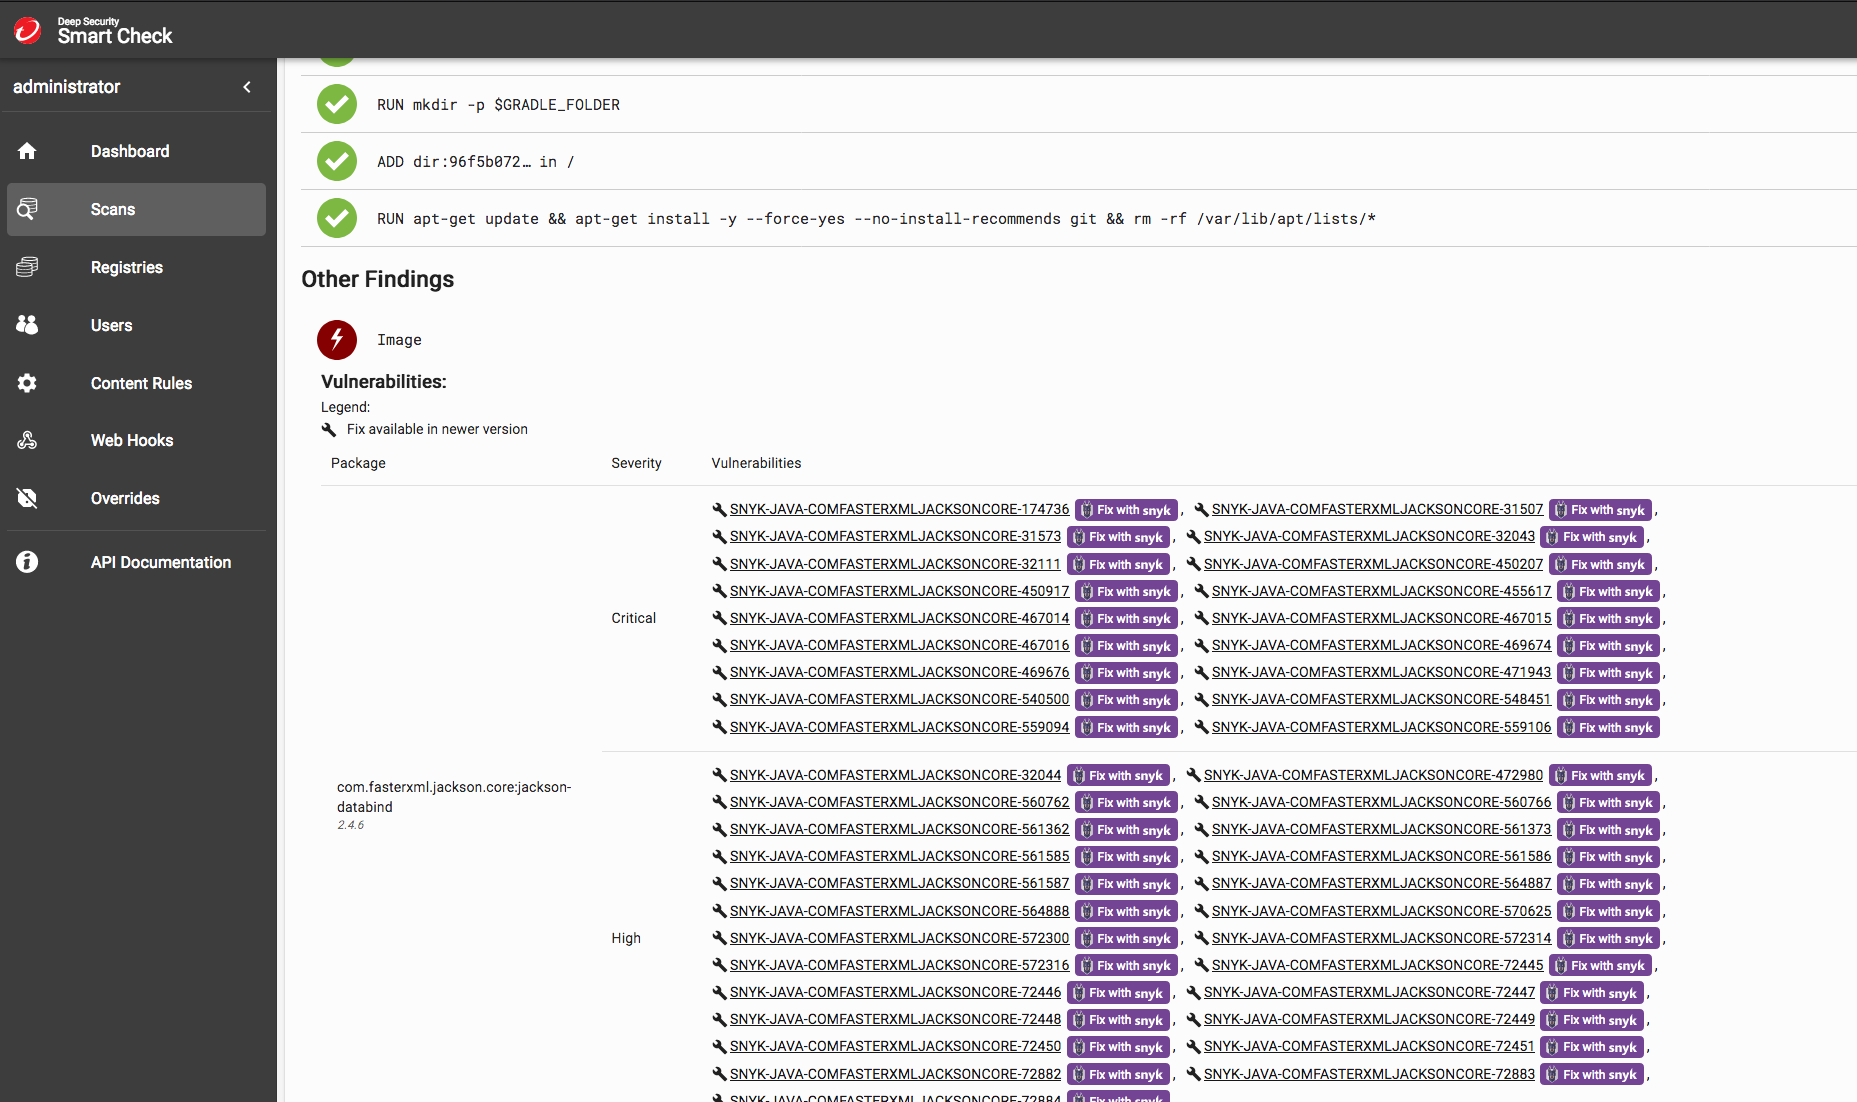 Deep Security
Smart Check
administrator
Dashboard
Scans
Registries
Users
Content Rules
Web Hooks
Overrides
API Documentation
RUN mkdir -p $GRADLE_FOLDER
ADD dir:96f5b072… in /
RUN apt-get update && apt-get install -y --force-yes --no-install-recommends git && rm -rf /var/lib/apt/lists/*
Other Findings
Image
Vulnerabilities:
Legend:
Fix available in newer version
Package Severity Vulnerabilities
com.fasterxml.jackson.core:jackson-
databind
2.4.6
Critical
SNYK-JAVA-COMFASTERXMLJACKSONCORE-174736 Fix with snyk , SNYK-JAVA-COMFASTERXMLJACKSONCORE-31507 Fix with snyk ,
SNYK-JAVA-COMFASTERXMLJACKSONCORE-31573 Fix with snyk , SNYK-JAVA-COMFASTERXMLJACKSONCORE-32043 Fix with snyk ,
SNYK-JAVA-COMFASTERXMLJACKSONCORE-32111 Fix with snyk , SNYK-JAVA-COMFASTERXMLJACKSONCORE-450207 Fix with snyk ,
SNYK-JAVA-COMFASTERXMLJACKSONCORE-450917 Fix with snyk , SNYK-JAVA-COMFASTERXMLJACKSONCORE-455617 Fix with snyk ,
SNYK-JAVA-COMFASTERXMLJACKSONCORE-467014 Fix with snyk , SNYK-JAVA-COMFASTERXMLJACKSONCORE-467015 Fix with snyk ,
SNYK-JAVA-COMFASTERXMLJACKSONCORE-467016 Fix with snyk , SNYK-JAVA-COMFASTERXMLJACKSONCORE-469674 Fix with snyk ,
SNYK-JAVA-COMFASTERXMLJACKSONCORE-469676 Fix with snyk , SNYK-JAVA-COMFASTERXMLJACKSONCORE-471943 Fix with snyk ,
SNYK-JAVA-COMFASTERXMLJACKSONCORE-540500 Fix with snyk , SNYK-JAVA-COMFASTERXMLJACKSONCORE-548451 Fix with snyk ,
SNYK-JAVA-COMFASTERXMLJACKSONCORE-559094 Fix with snyk , SNYK-JAVA-COMFASTERXMLJACKSONCORE-559106 Fix with snyk
High
SNYK-JAVA-COMFASTERXMLJACKSONCORE-32044 Fix with snyk , SNYK-JAVA-COMFASTERXMLJACKSONCORE-472980 Fix with snyk ,
SNYK-JAVA-COMFASTERXMLJACKSONCORE-560762 Fix with snyk , SNYK-JAVA-COMFASTERXMLJACKSONCORE-560766 Fix with snyk ,
SNYK-JAVA-COMFASTERXMLJACKSONCORE-561362 Fix with snyk , SNYK-JAVA-COMFASTERXMLJACKSONCORE-561373 Fix with snyk ,
SNYK-JAVA-COMFASTERXMLJACKSONCORE-561585 Fix with snyk , SNYK-JAVA-COMFASTERXMLJACKSONCORE-561586 Fix with snyk ,
SNYK-JAVA-COMFASTERXMLJACKSONCORE-561587 Fix with snyk , SNYK-JAVA-COMFASTERXMLJACKSONCORE-564887 Fix with snyk ,
SNYK-JAVA-COMFASTERXMLJACKSONCORE-564888 Fix with snyk , SNYK-JAVA-COMFASTERXMLJACKSONCORE-570625 Fix with snyk ,
SNYK-JAVA-COMFASTERXMLJACKSONCORE-572300 Fix with snyk , SNYK-JAVA-COMFASTERXMLJACKSONCORE-572314 Fix with snyk ,
SNYK-JAVA-COMFASTERXMLJACKSONCORE-572316 Fix with snyk , SNYK-JAVA-COMFASTERXMLJACKSONCORE-72445 Fix with snyk ,
SNYK-JAVA-COMFASTERXMLJACKSONCORE-72446 Fix with snyk , SNYK-JAVA-COMFASTERXMLJACKSONCORE-72447 Fix with snyk ,
SNYK-JAVA-COMFASTERXMLJACKSONCORE-72448 Fix with snyk , SNYK-JAVA-COMFASTERXMLJACKSONCORE-72449 Fix with snyk ,
SNYK-JAVA-COMFASTERXMLJACKSONCORE-72450 Fix with snyk , SNYK-JAVA-COMFASTERXMLJACKSONCORE-72451 Fix with snyk ,
SNYK-JAVA-COMFASTERXMLJACKSONCORE-72882 Fix with snyk , SNYK-JAVA-COMFASTERXMLJACKSONCORE-72883 Fix with snyk ,
SNYK-JAVA-COMFASTERXMLJACKSONCORE-72884 Fix with snyk